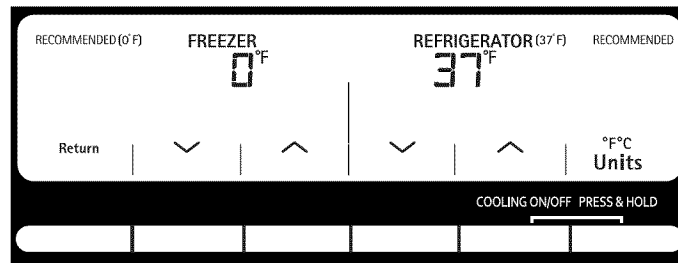 RECOMMENDED (0°F) FREEZER REFRIGERATOR (37°F) RECOMMENDED
0°F 37°F
Return °F°C
Units
COOLING ON/OFF PRESS & HOLD